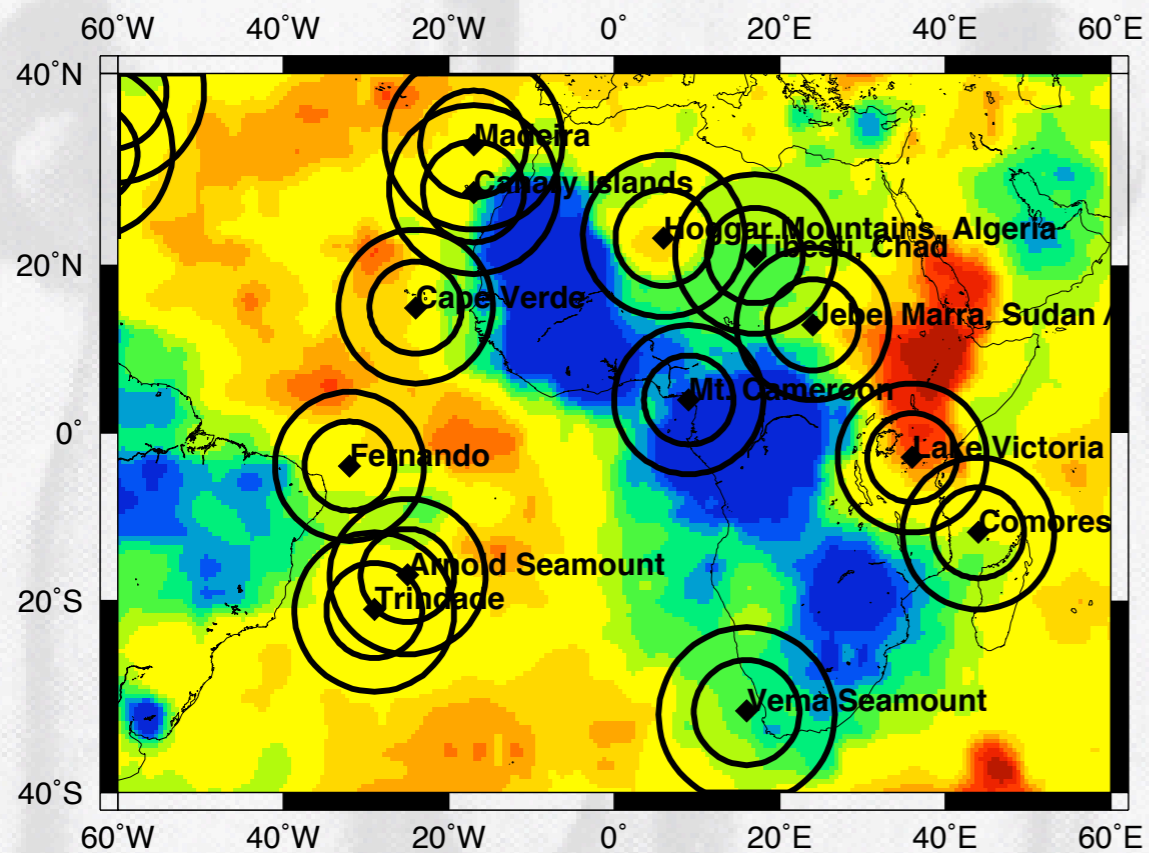 60˚W 40˚W 20˚W 0˚ 20˚E 40˚E 60˚E
40˚N
Madeira
Canary Islands
Hoggar Mountains, Algeria
Tibesti, Chad
20˚N
Cape Verde
Jebel Marra, Sudan /
Mt. Cameroon
0˚
Lake Victoria
Fernando
Comores
Arnold Seamount
Trindade
20˚S
Vema Seamount
40˚S
60˚W 40˚W 20˚W 0˚ 20˚E 40˚E 60˚E